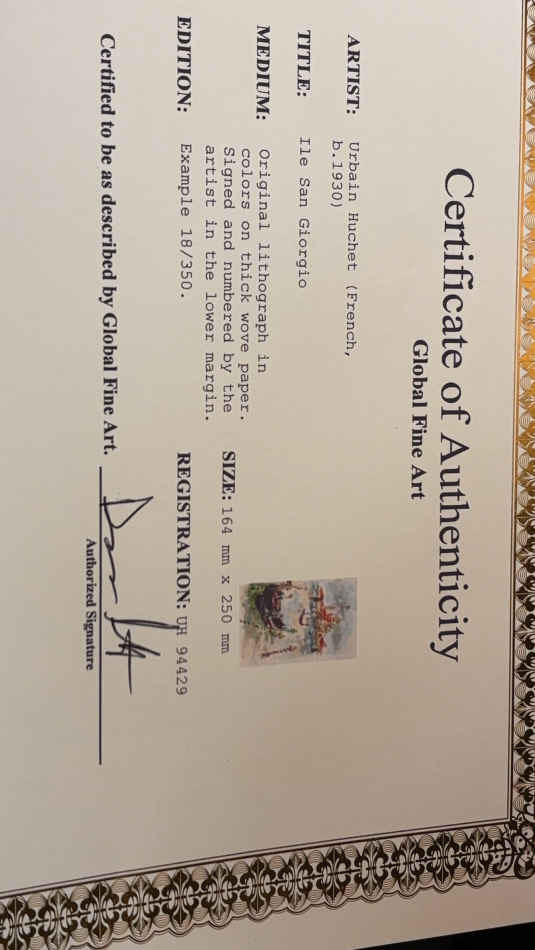 Certificate of Authenticity
Global Fine Art
ARTIST: Urbain Huchet (French,
b.1930)
TITLE: Ile San Giorgio
MEDIUM: Original lithograph in
colors on thick wove paper.
Signed and numbered by the
artist in the lower margin.
SIZE: 164 mm x 250 mm
EDITION: Example 18/350.
REGISTRATION: UH 94429
Certified to be as described by Global Fine Art.
Authorized Signature